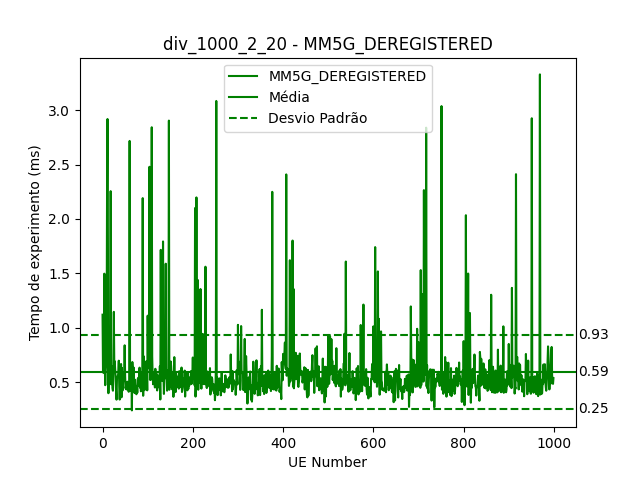 div_1000_2_20 - MM5G_DEREGISTERED
MM5G_DEREGISTERED
Média
Desvio Padrão
Tempo de experimento (ms)
3.0
2.5
2.0
1.5
1.0
0.5
0.93
0.59
0.25
0 200 400 600 800 1000
UE Number